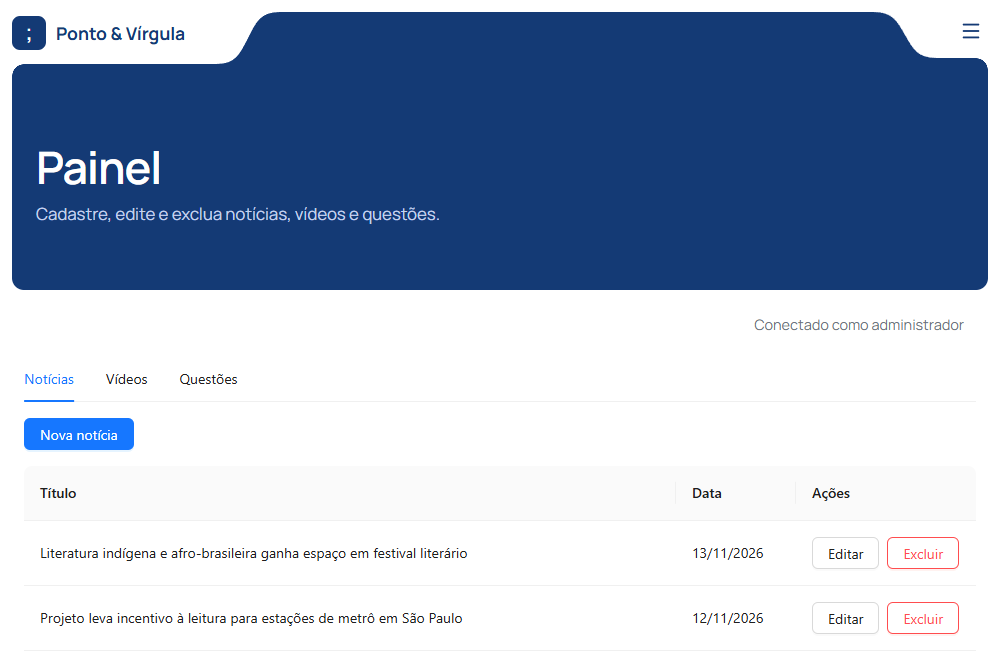 ; Ponto & Vírgula
Painel
Cadastre, edite e exclua notícias, vídeos e questões.
Conectado como administrador
Notícias Vídeos Questões
Nova notícia
Título Data Ações
Literatura indígena e afro-brasileira ganha espaço em festival literário 13/11/2026 Editar Excluir
Projeto leva incentivo à leitura para estações de metrô em São Paulo 12/11/2026 Editar Excluir